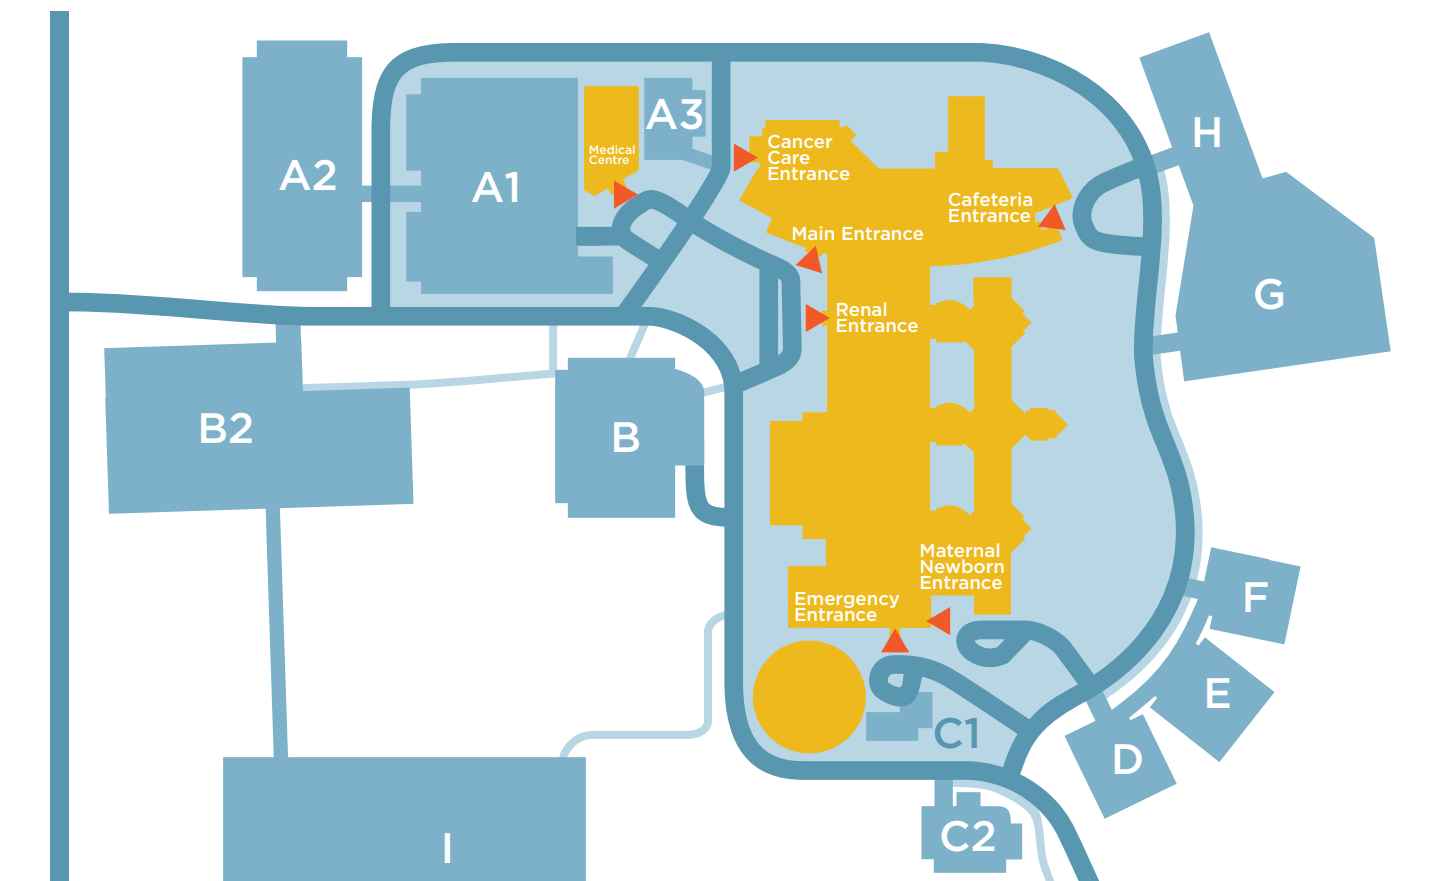 H
A3
Cancer
Care
Entrance
Medical
Centre
A2
A1
Cafeteria
Entrance
Main Entrance
G
Renal
Entrance
B2
B
Maternal
Newborn
Entrance
Emergency
Entrance
F
E
C1
D
C2
I